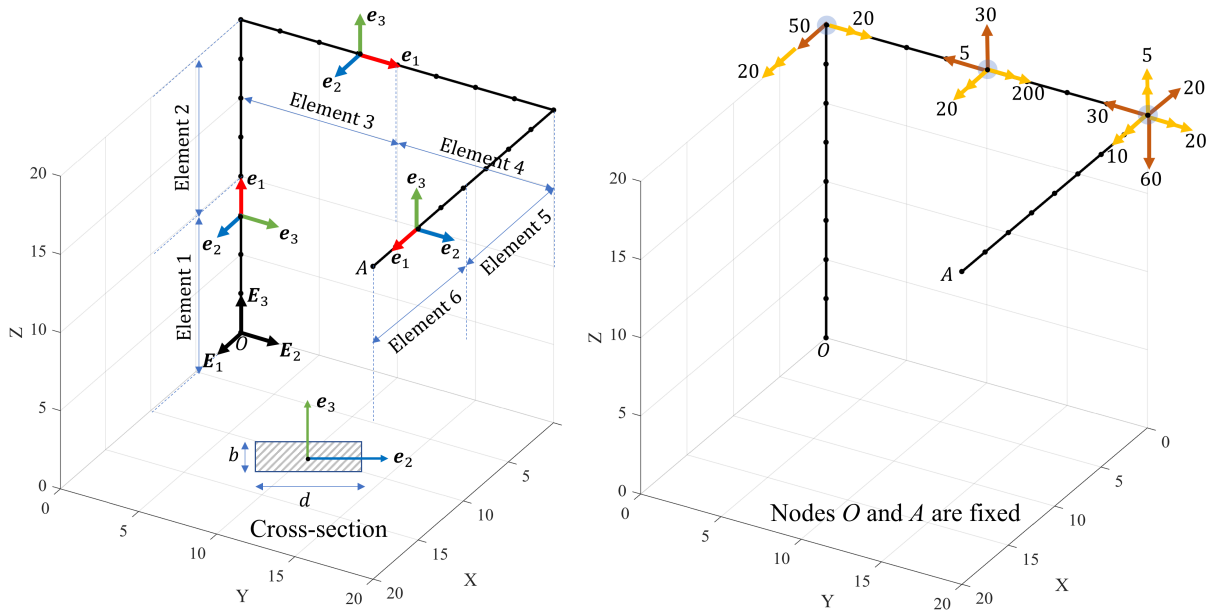 e₃
e₁
e₂
Element 3
Element 4
Element 2
e₁
e₃
e₂
e₃
e₂
e₁
A
Element 5
Element 6
Element 1
E₃
O
E₂
E₁
20
15
10
5
0
Z
e₃
b
e₂
d
Cross-section
0
5
10
15
20
Y
5
10
15
20
X
50
20
20
30
5
20
200
5
20
30
10
20
60
A
O
20
15
10
5
0
Z
Nodes O and A are fixed
0
5
10
15
20
Y
0
5
10
15
20
X